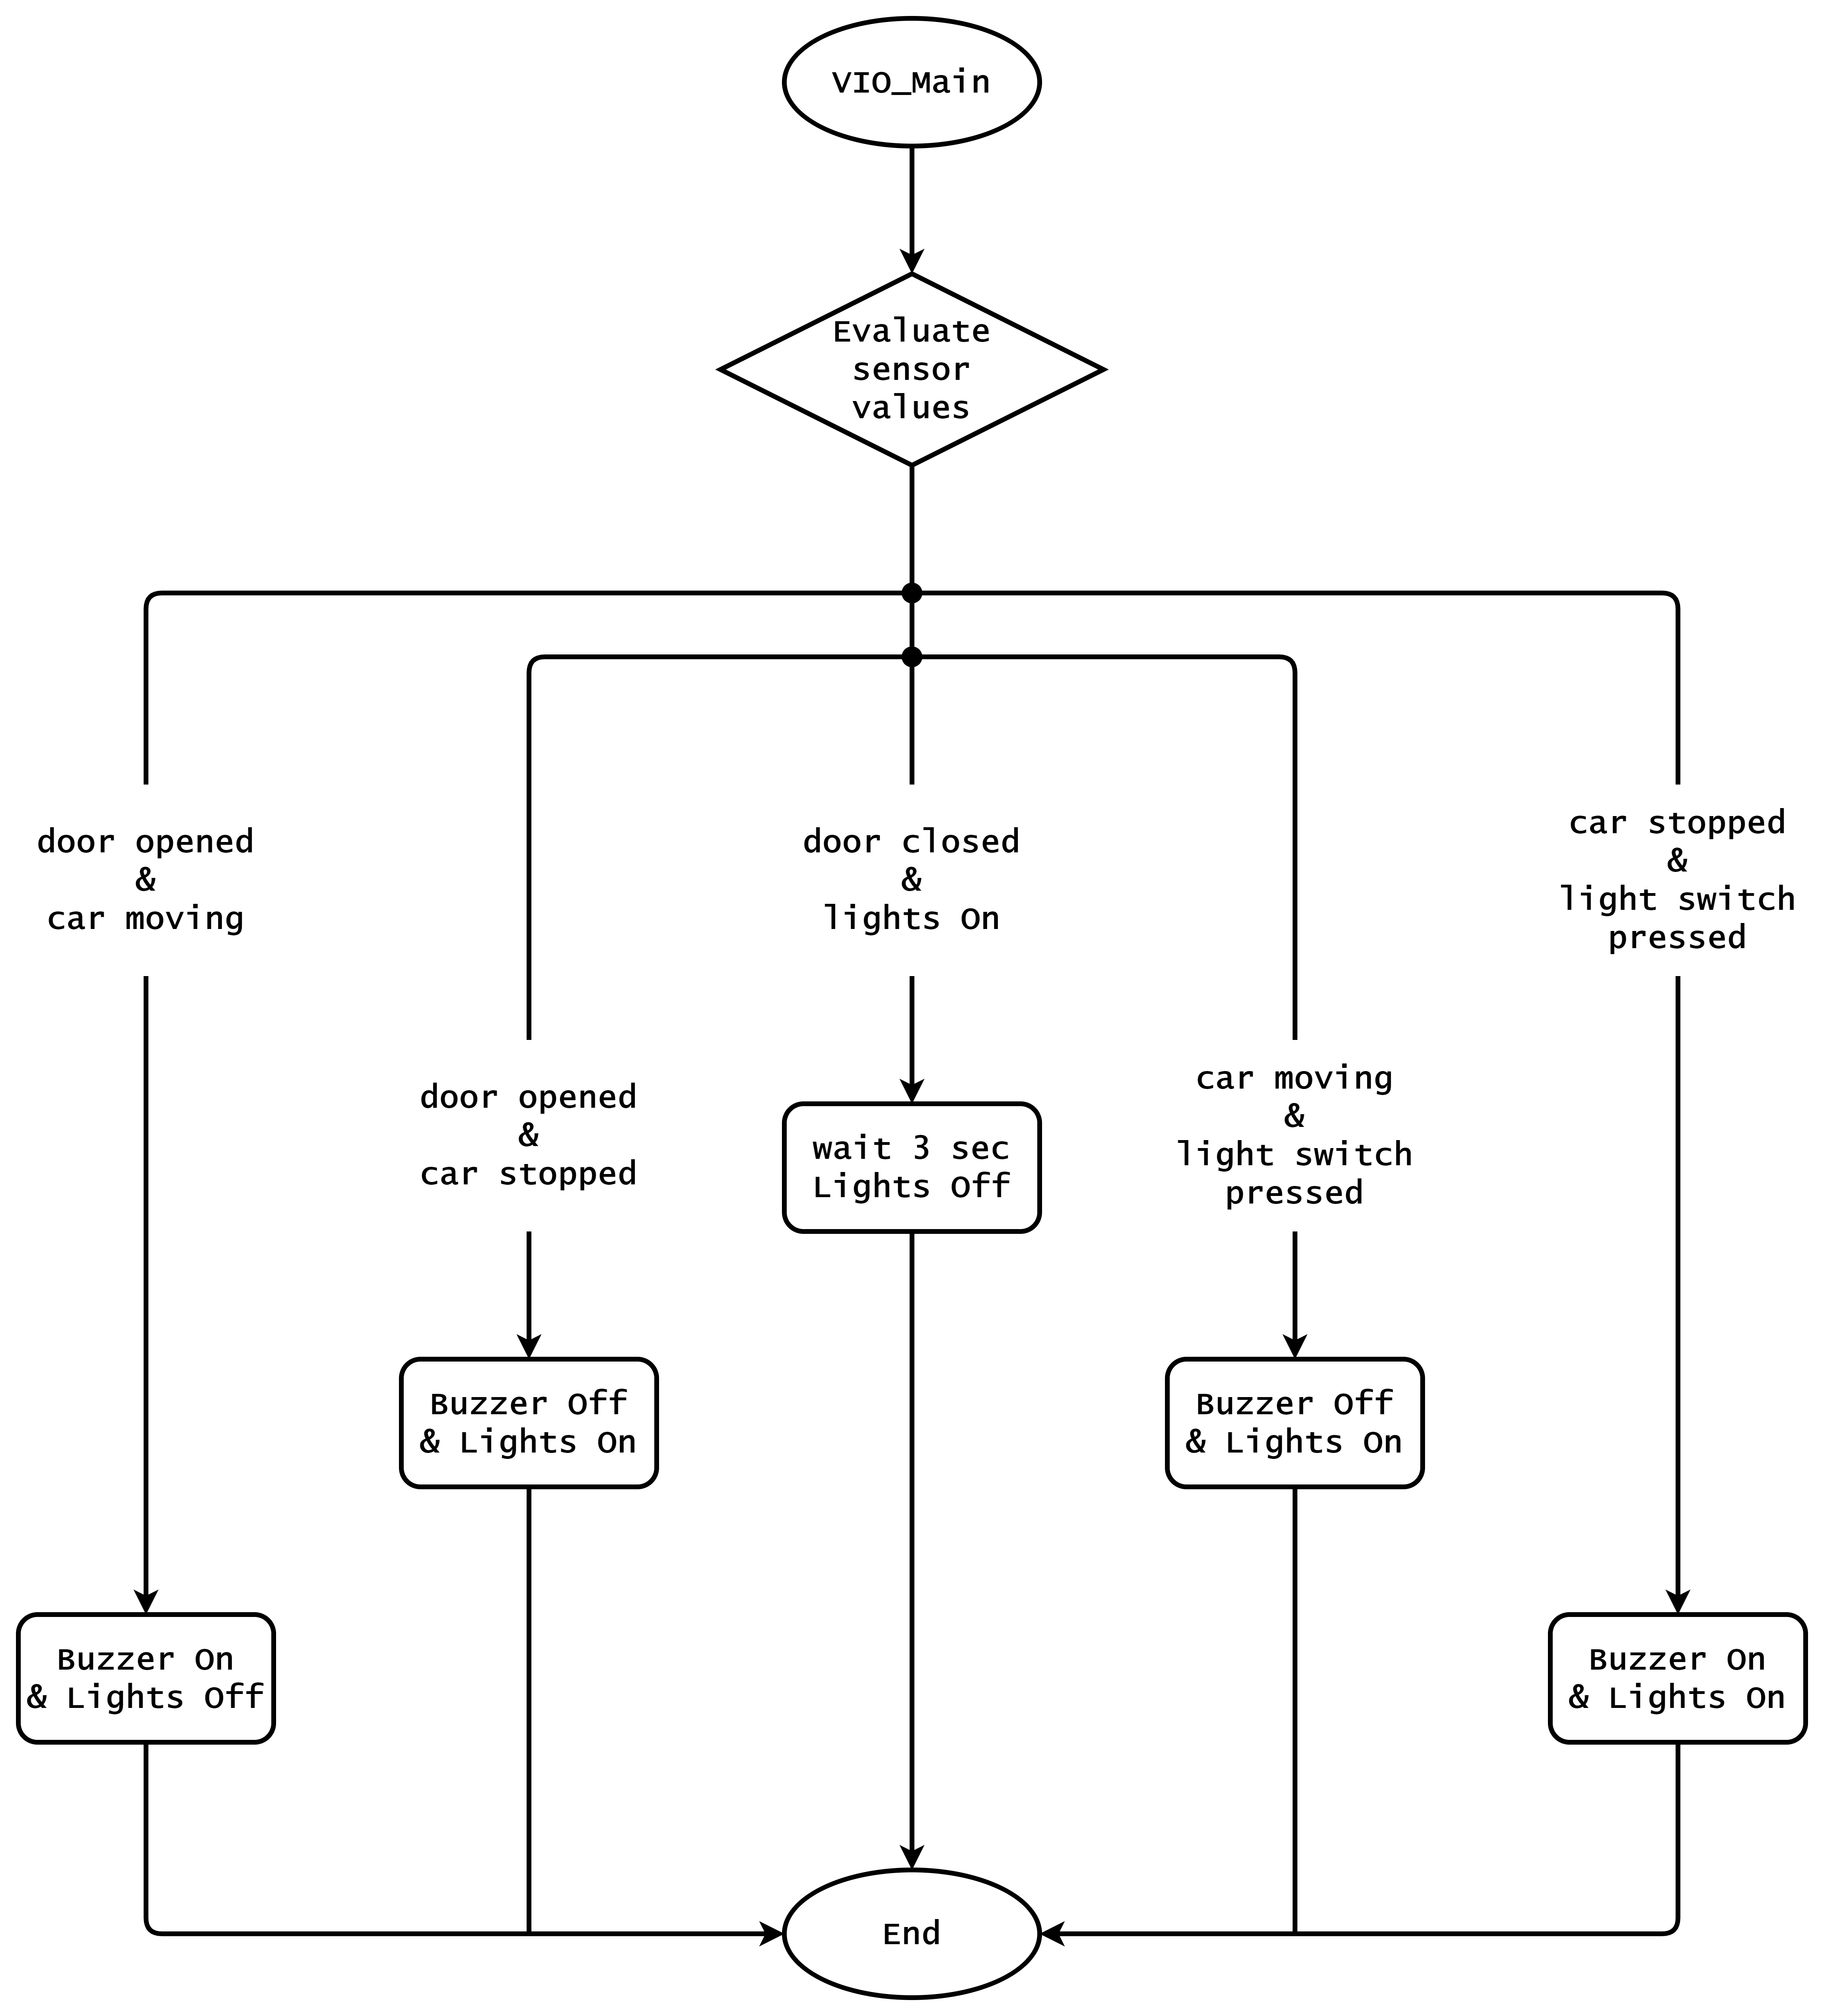 VIO_Main
Evaluate
sensor
values
door opened
&
car moving
door opened
&
car stopped
door closed
&
lights On
car moving
&
light switch
pressed
car stopped
&
light switch
pressed
wait 3 sec
Lights Off
Buzzer Off
& Lights On
Buzzer Off
& Lights On
Buzzer On
& Lights Off
Buzzer On
& Lights On
End